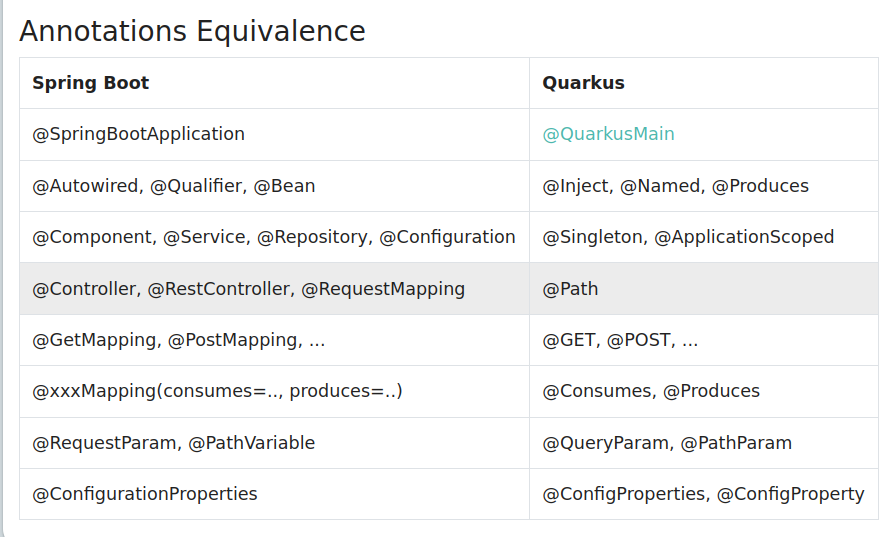 Annotations Equivalence
Spring Boot Quarkus
@SpringBootApplication @QuarkusMain
@Autowired, @Qualifier, @Bean @Inject, @Named, @Produces
@Component, @Service, @Repository, @Configuration @Singleton, @ApplicationScoped
@Controller, @RestController, @RequestMapping @Path
@GetMapping, @PostMapping, ... @GET, @POST, ...
@xxxMapping(consumes=.., produces=..) @Consumes, @Produces
@RequestParam, @PathVariable @QueryParam, @PathParam
@ConfigurationProperties @ConfigProperties, @ConfigProperty